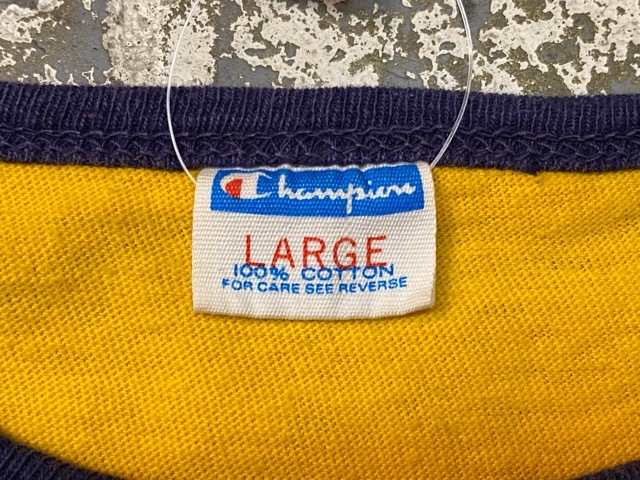 Champion
LARGE
100% COTTON
FOR CARE SEE REVERSE